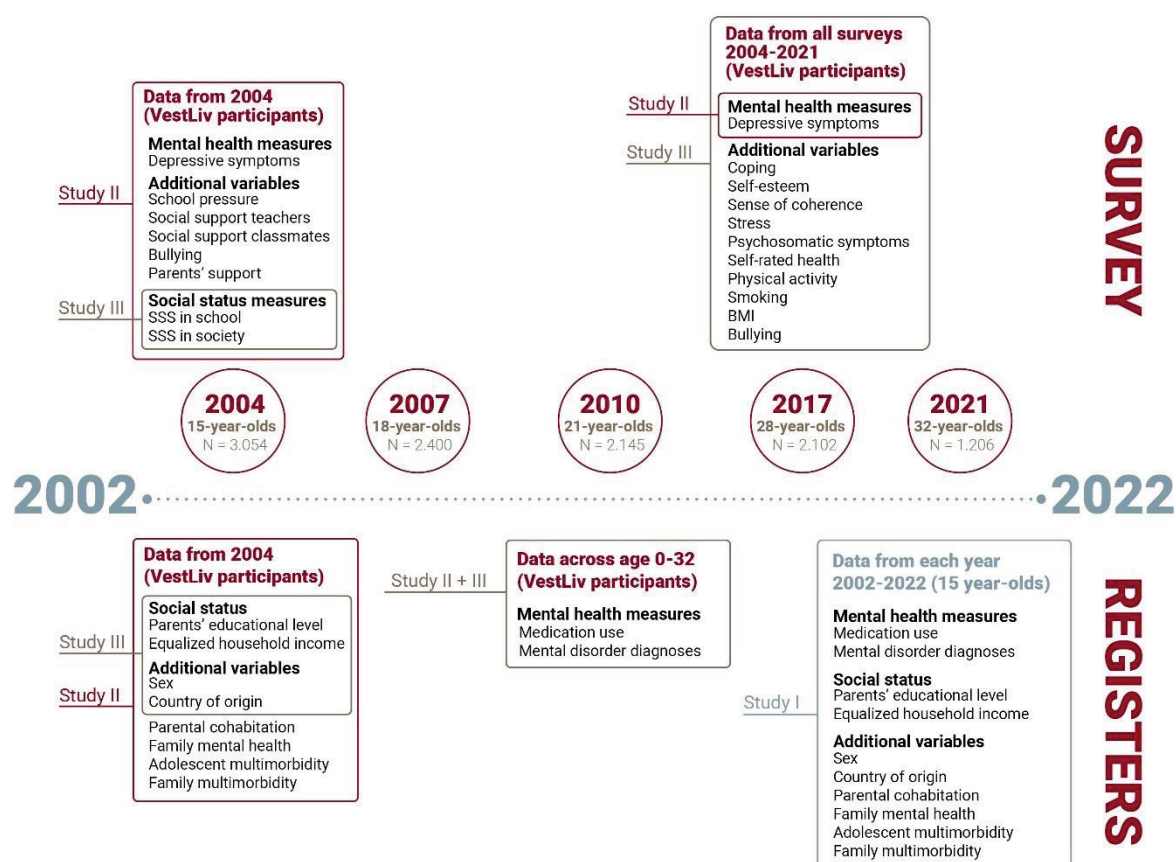 Data from 2004
(VestLiv participants)
Mental health measures
Depressive symptoms
Study II
Additional variables
School pressure
Social support teachers
Social support classmates
Bullying
Parents' support
Study III
Social status measures
SSS in school
SSS in society
Data from all surveys
2004-2021
(VestLiv participants)
Study II
Mental health measures
Depressive symptoms
Study III
Additional variables
Coping
Self-esteem
Sense of coherence
Stress
Psychosomatic symptoms
Self-rated health
Physical activity
Smoking
BMI
Bullying
SURVEY
2004
15-year-olds
N = 3.054
2007
18-year-olds
N = 2.400
2010
21-year-olds
N = 2.145
2017
28-year-olds
N = 2.102
2021
32-year-olds
N = 1.206
2002
2022
Data from 2004
(VestLiv participants)
Social status
Parents' educational level
Equalized household income
Study III
Additional variables
Sex
Country of origin
Study II
Parental cohabitation
Family mental health
Adolescent multimorbidity
Family multimorbidity
Data across age 0-32
(VestLiv participants)
Study II + III
Mental health measures
Medication use
Mental disorder diagnoses
Data from each year
2002-2022 (15 year-olds)
Mental health measures
Medication use
Mental disorder diagnoses
Social status
Parents' educational level
Equalized household income
Study I
Additional variables
Sex
Country of origin
Parental cohabitation
Family mental health
Adolescent multimorbidity
Family multimorbidity
REGISTERS